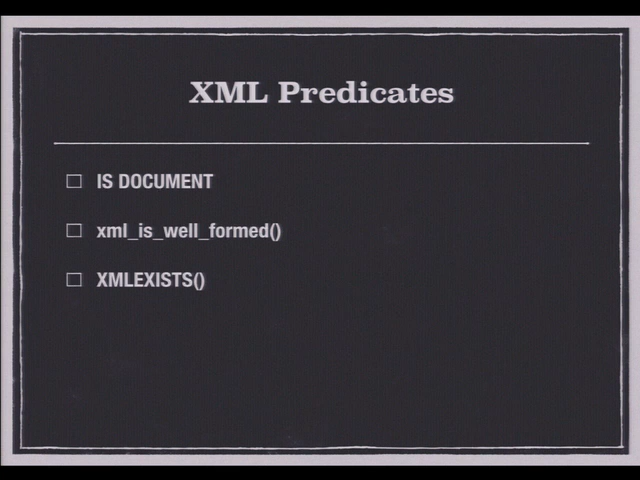 XML Predicates
IS DOCUMENT
xml_is_well_formed()
XMLEXISTS()